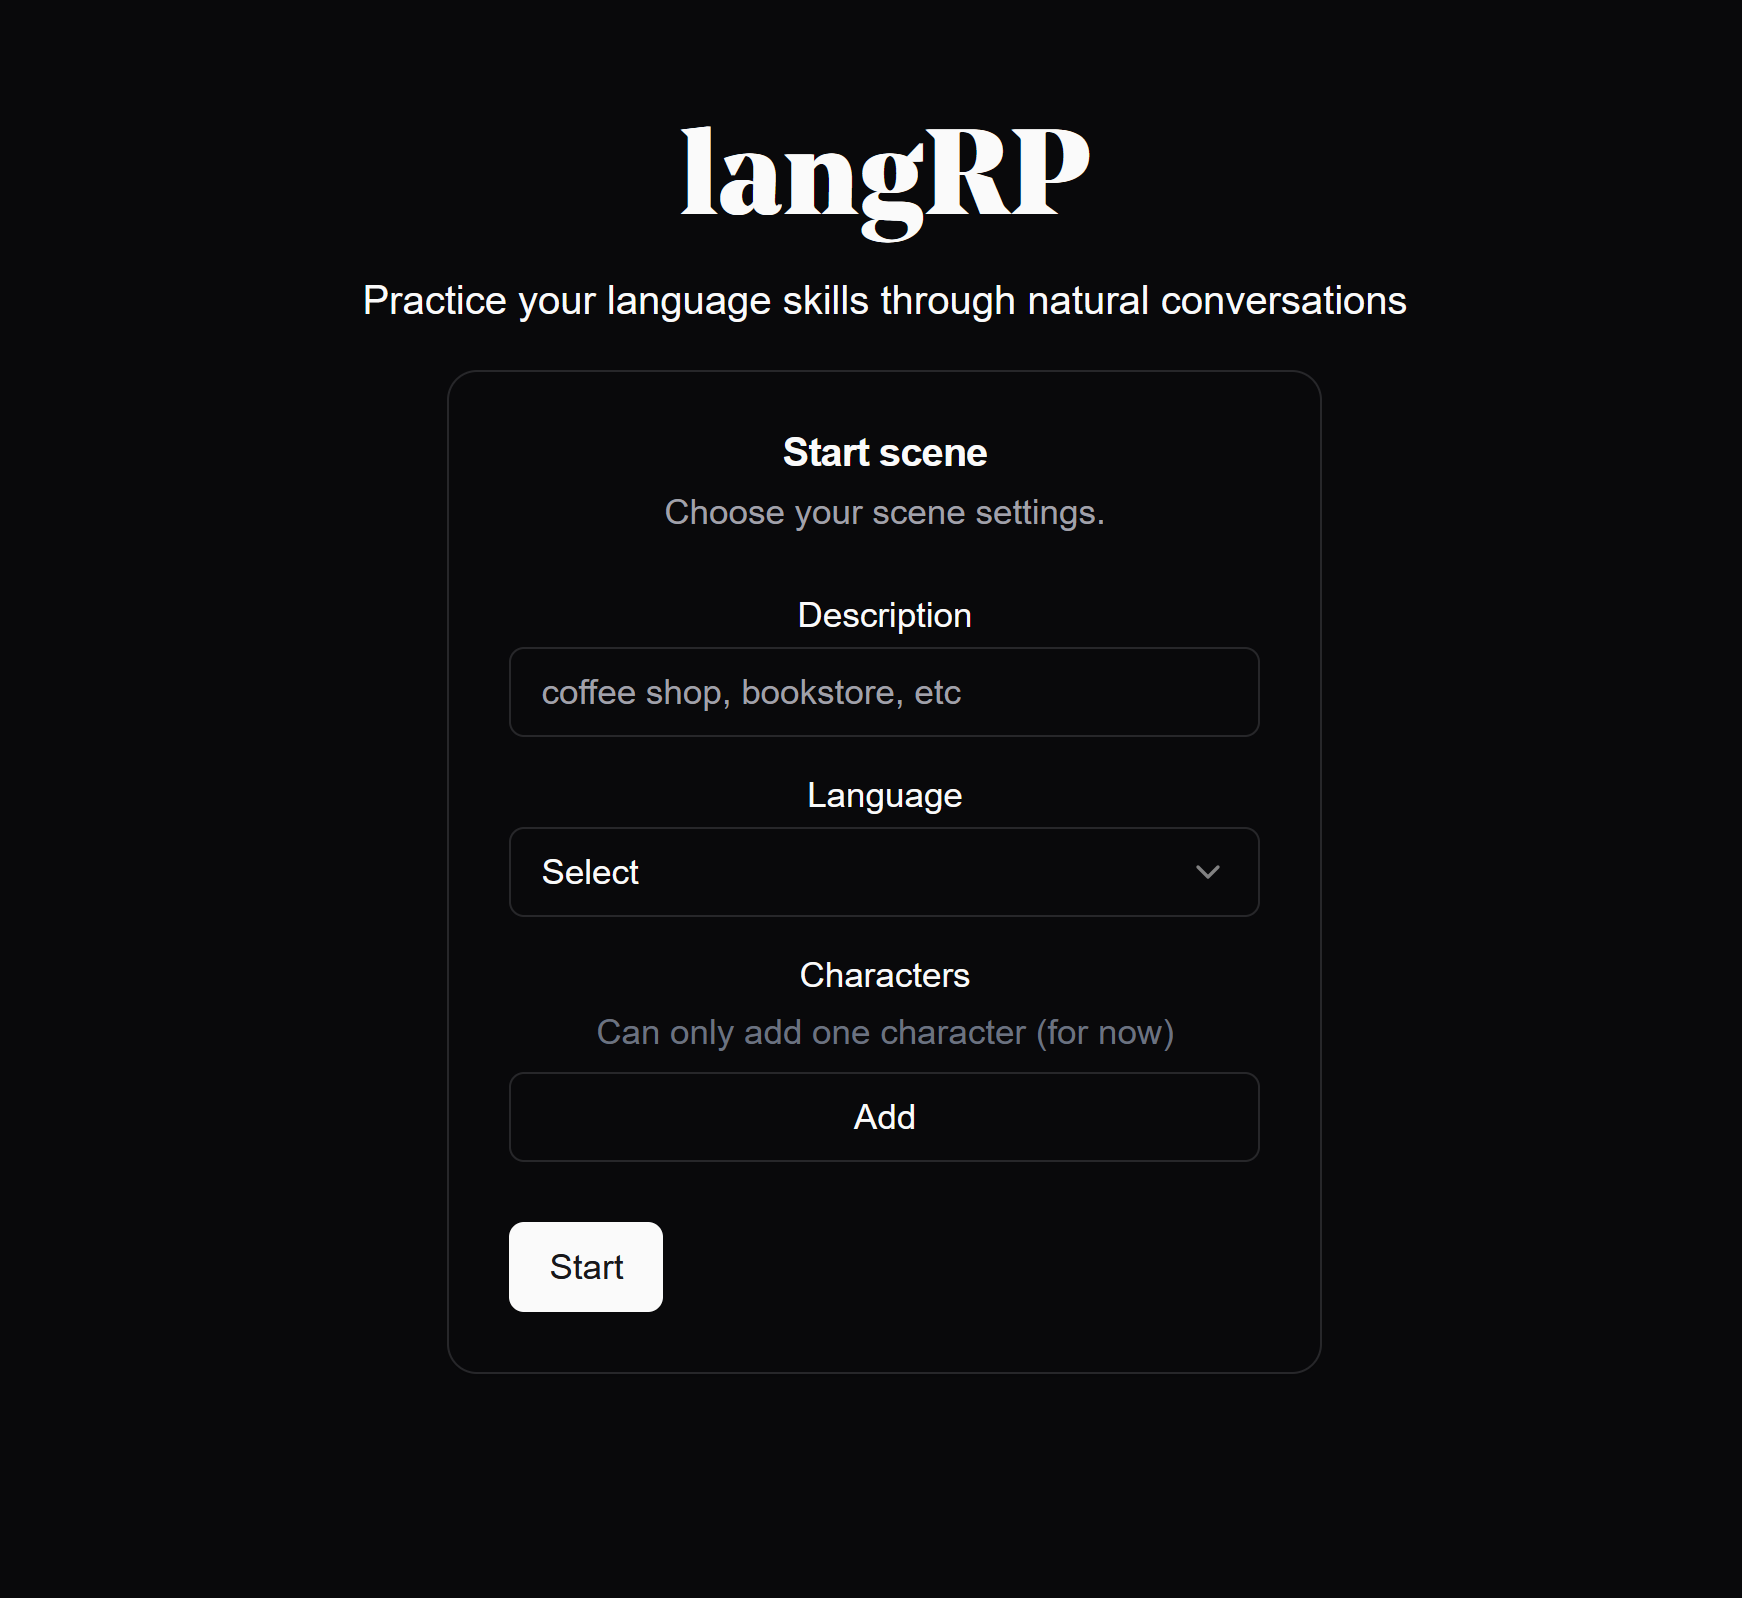 langRP
Practice your language skills through natural conversations
Start scene
Choose your scene settings.
Description
coffee shop, bookstore, etc
Language
Select
Characters
Can only add one character (for now)
Add
Start